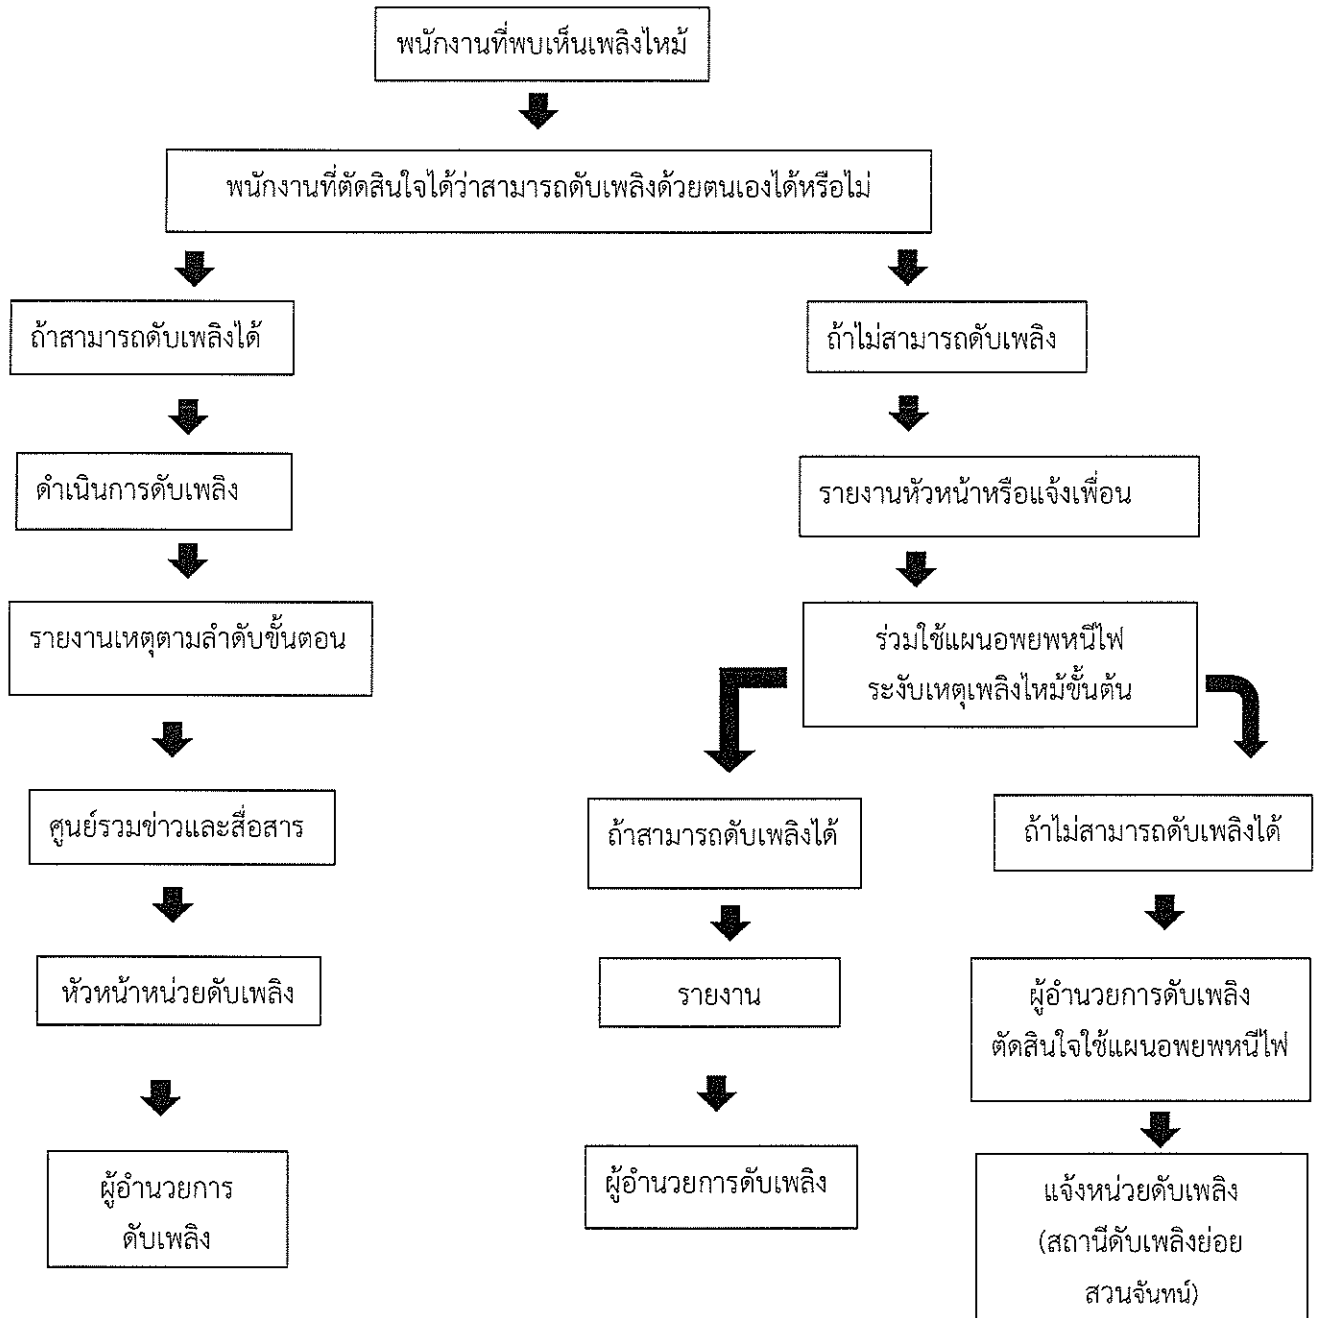 พนักงานที่พบเห็นเพลิงไหม้
พนักงานที่ตัดสินใจได้ว่าสามารถดับเพลิงด้วยตนเองได้หรือไม่
ถ้าสามารถดับเพลิงได้
ดำเนินการดับเพลิง
รายงานเหตุตามลำดับขั้นตอน
ศูนย์รวมข่าวและสื่อสาร
หัวหน้าหน่วยดับเพลิง
ผู้อำนวยการ
ดับเพลิง
ถ้าไม่สามารถดับเพลิง
รายงานหัวหน้าหรือแจ้งเพื่อน
ร่วมใช้แผนอพยพหนีไฟ
ระงับเหตุเพลิงไหม้ขั้นต้น
ถ้าสามารถดับเพลิงได้
รายงาน
ผู้อำนวยการดับเพลิง
ถ้าไม่สามารถดับเพลิงได้
ผู้อำนวยการดับเพลิง
ตัดสินใจใช้แผนอพยพหนีไฟ
แจ้งหน่วยดับเพลิง
(สถานีดับเพลิงย่อย
สวนจันทน์)